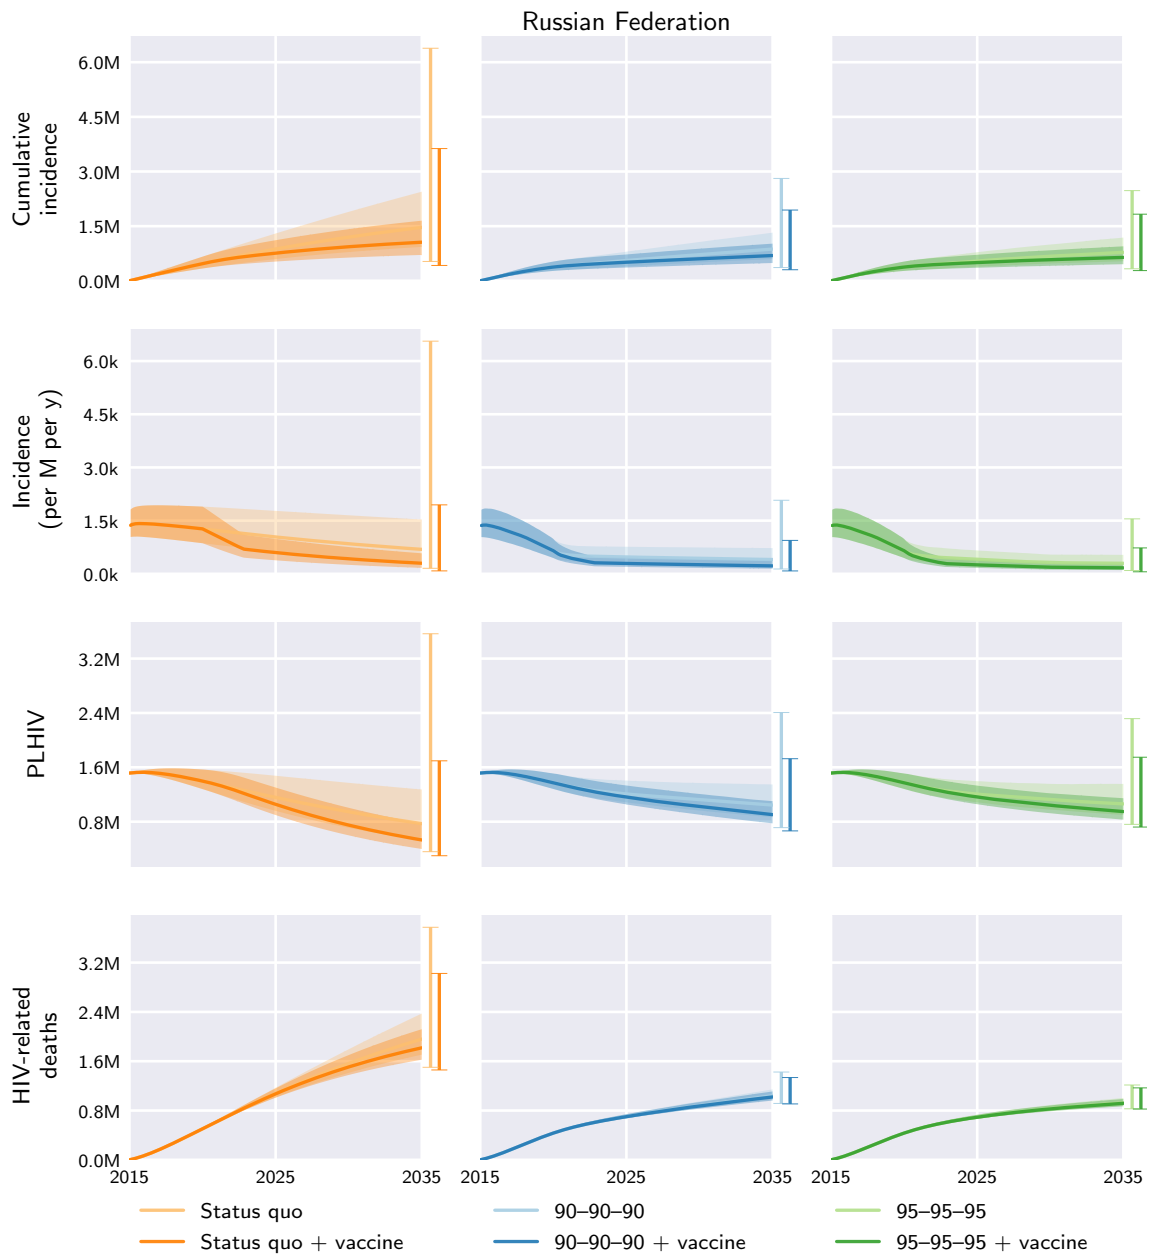 Russian Federation
Cumulative
incidence
6.0M
4.5M
3.0M
1.5M
0.0M
Incidence
(per M per y)
6.0k
4.5k
3.0k
1.5k
0.0k
PLHIV
3.2M
2.4M
1.6M
0.8M
HIV-related
deaths
3.2M
2.4M
1.6M
0.8M
0.0M
2015 2025 2035 2015 2025 2035 2015 2025 2035
Status quo 90–90–90 95–95–95
Status quo + vaccine 90–90–90 + vaccine 95–95–95 + vaccine